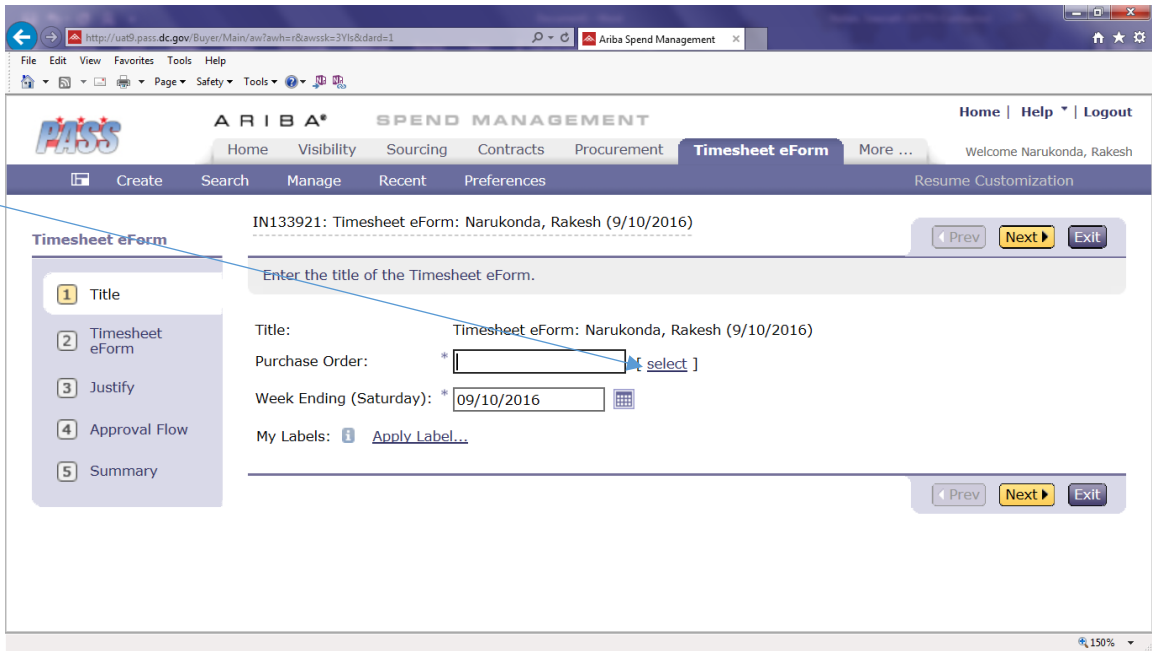 http://uat9.pass.dc.gov/Buyer/Main/aw?awh=r&awssk=3YIs&dard=1
Ariba Spend Management
File Edit View Favorites Tools Help
Page Safety Tools
PASS
ARIBA® SPEND MANAGEMENT
Home | Help | Logout
Home Visibility Sourcing Contracts Procurement Timesheet eForm More ...
Welcome Narukonda, Rakesh
Create Search Manage Recent Preferences
Resume Customization
Timesheet eForm
IN133921: Timesheet eForm: Narukonda, Rakesh (9/10/2016)
Prev Next Exit
Enter the title of the Timesheet eForm.
1 Title
2 Timesheet
eForm
3 Justify
4 Approval Flow
5 Summary
Title: Timesheet eForm: Narukonda, Rakesh (9/10/2016)
Purchase Order: * [ select ]
Week Ending (Saturday): * 09/10/2016
My Labels: i Apply Label...
Prev Next Exit
150%